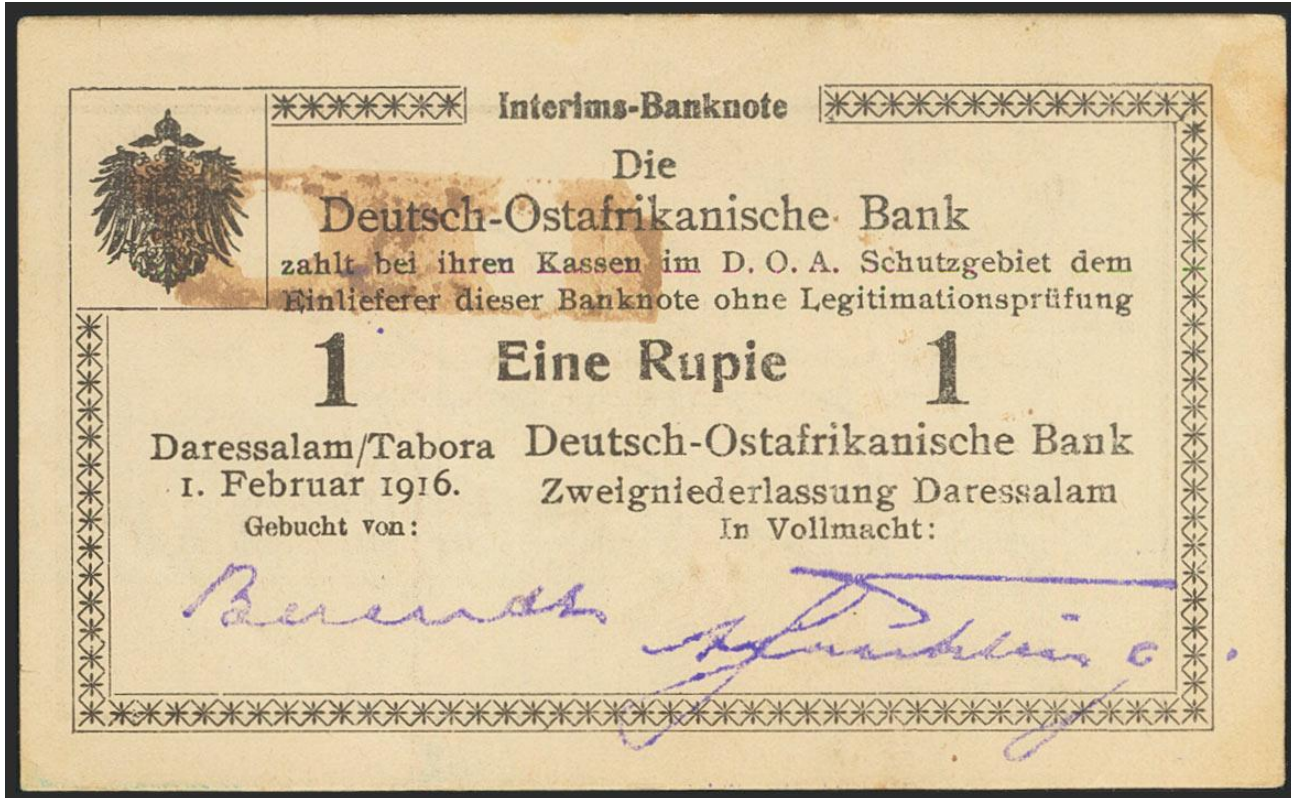 Interims-Banknote
Die
Deutsch-Ostafrikanische Bank
zahlt bei ihren Kassen im D. O. A. Schutzgebiet dem
Einlieferer dieser Banknote ohne Legitimationsprüfung
1 Eine Rupie 1
Daressalam/Tabora
1. Februar 1916.
Gebucht von:
Berendt
Deutsch-Ostafrikanische Bank
Zweigniederlassung Daressalam
In Vollmacht: